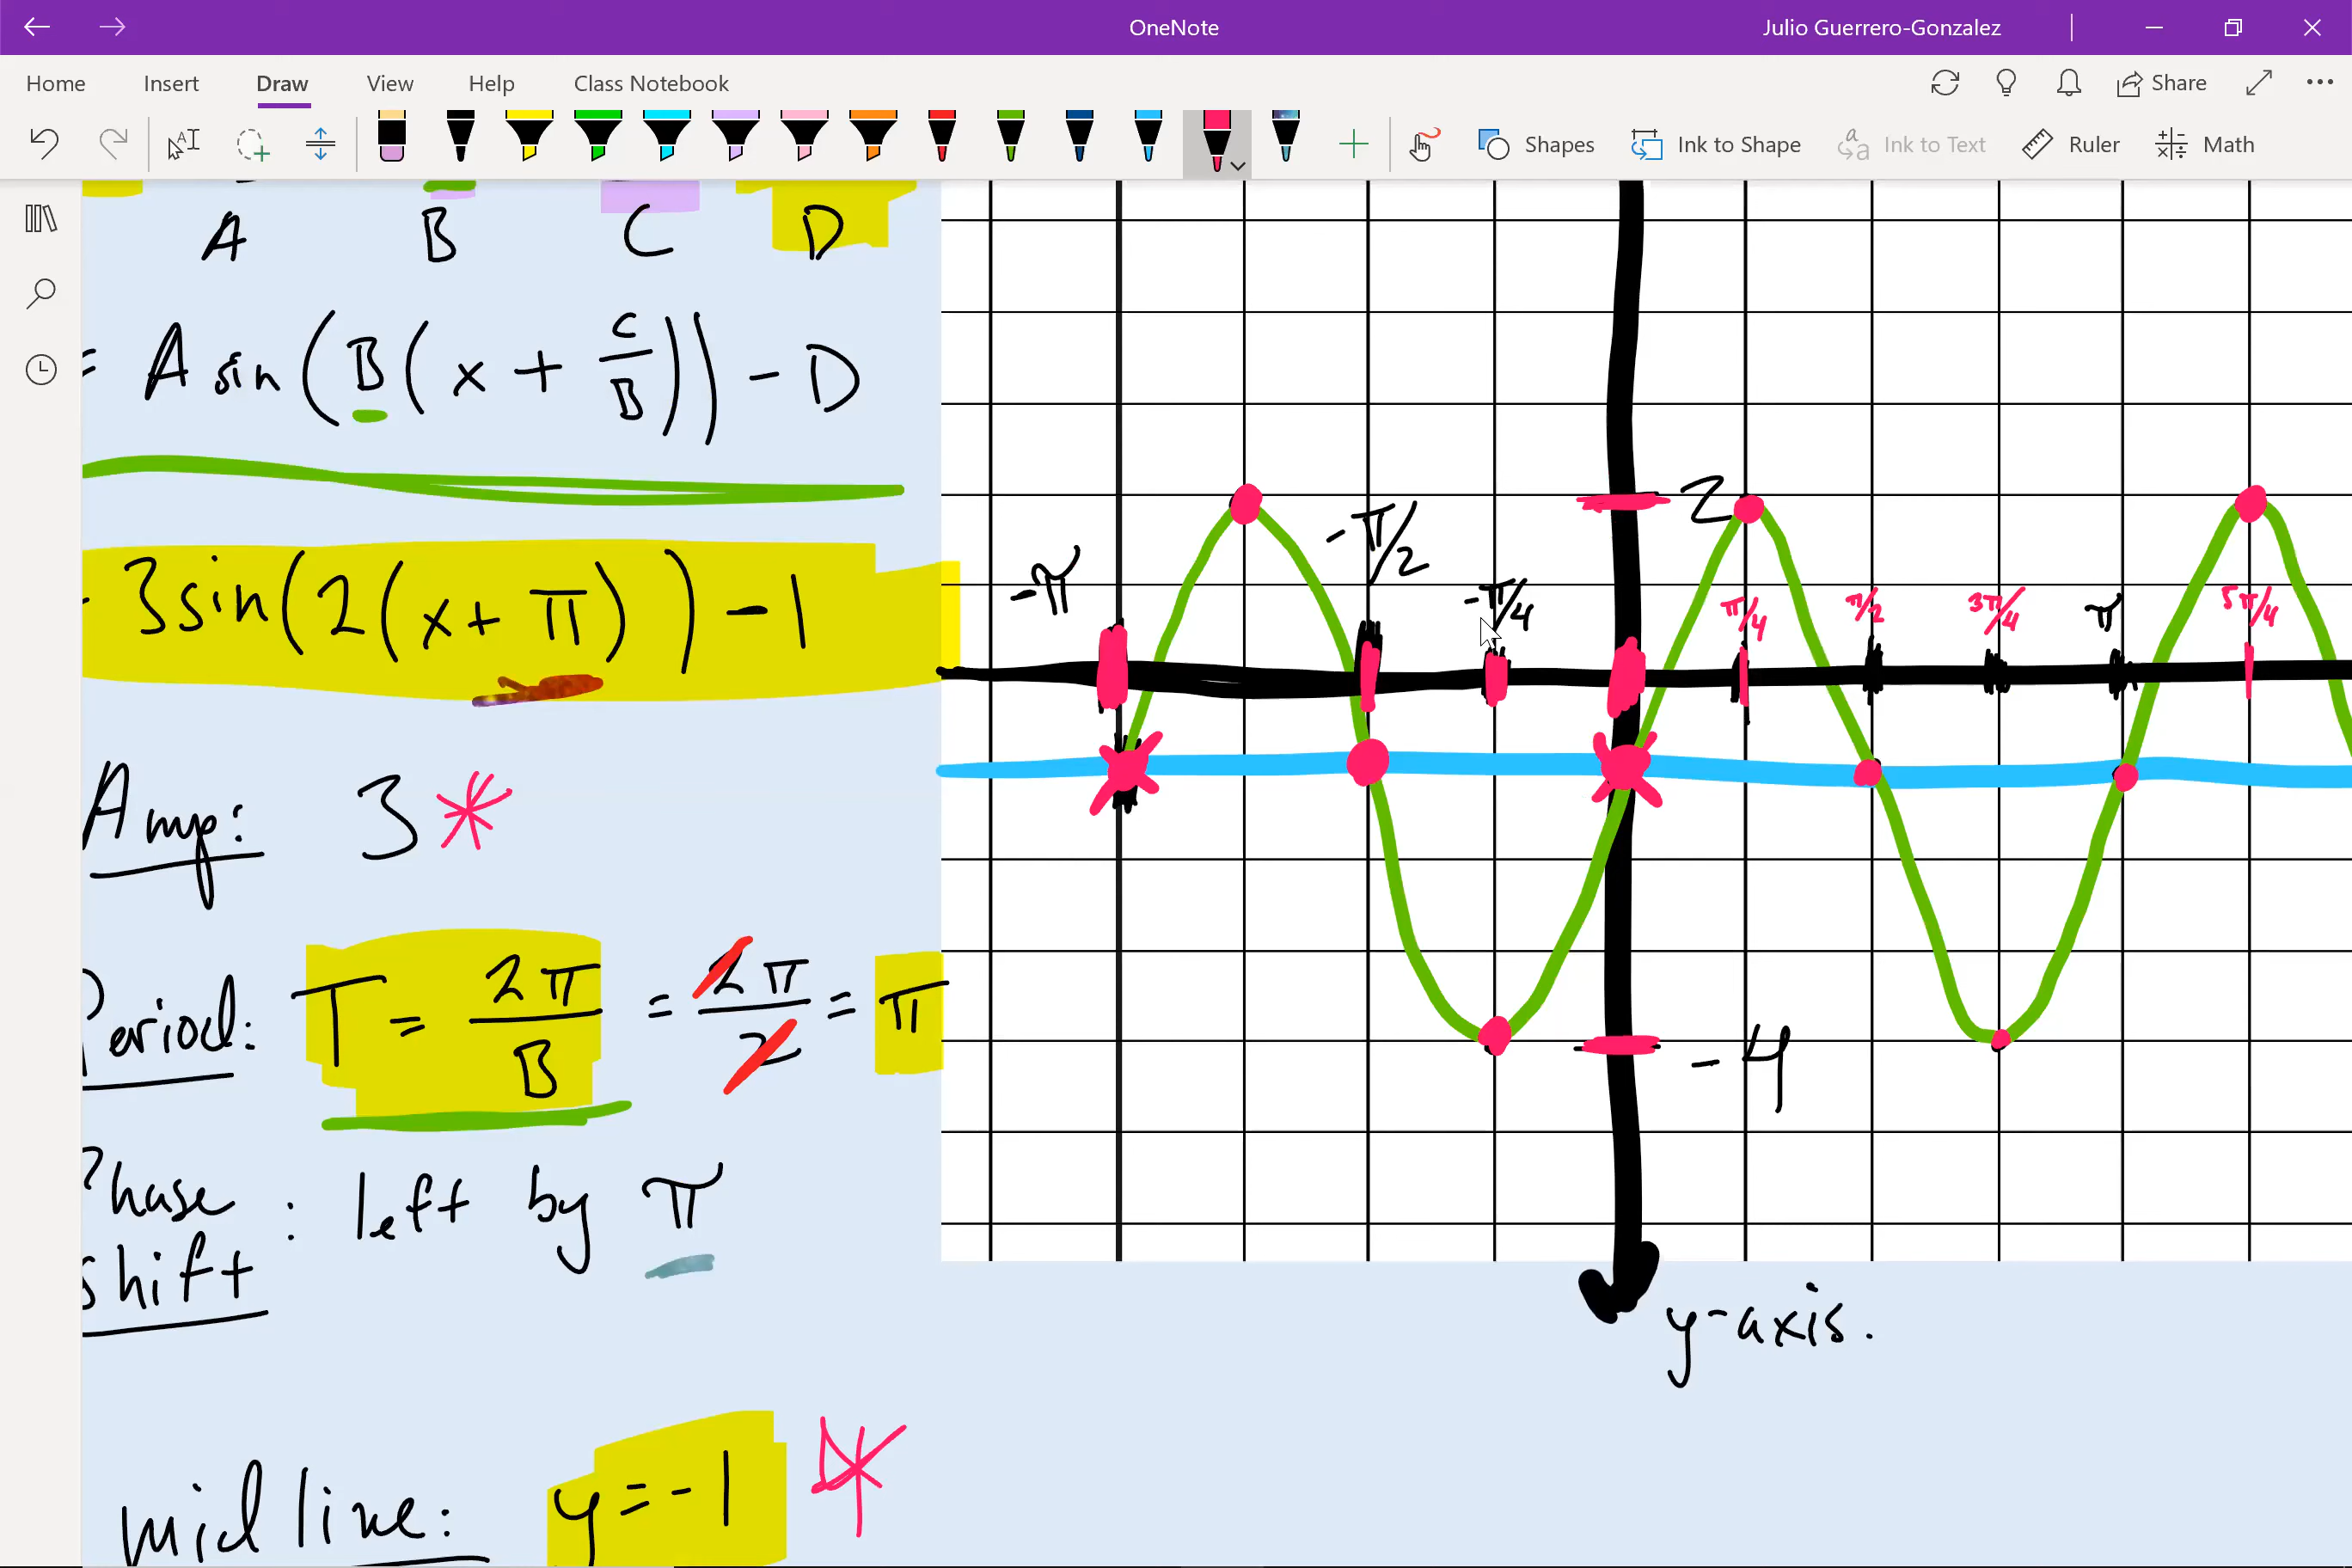 OneNote
Julio Guerrero-Gonzalez
Home Insert Draw View Help Class Notebook
Share
Shapes Ink to Shape Ink to Text Ruler Math
A B C D
= A sin(B(x + C/B)) - D
3 sin(2(x + π)) - 1
Amp: 3 *
Period: T = 2π/B = 2π/2 = π
Phase shift : left by π
mid line: y = -1
2
-π
-π/2
-π/4
π/4
π/2
3π/4
π
5π/4
-4
y-axis.